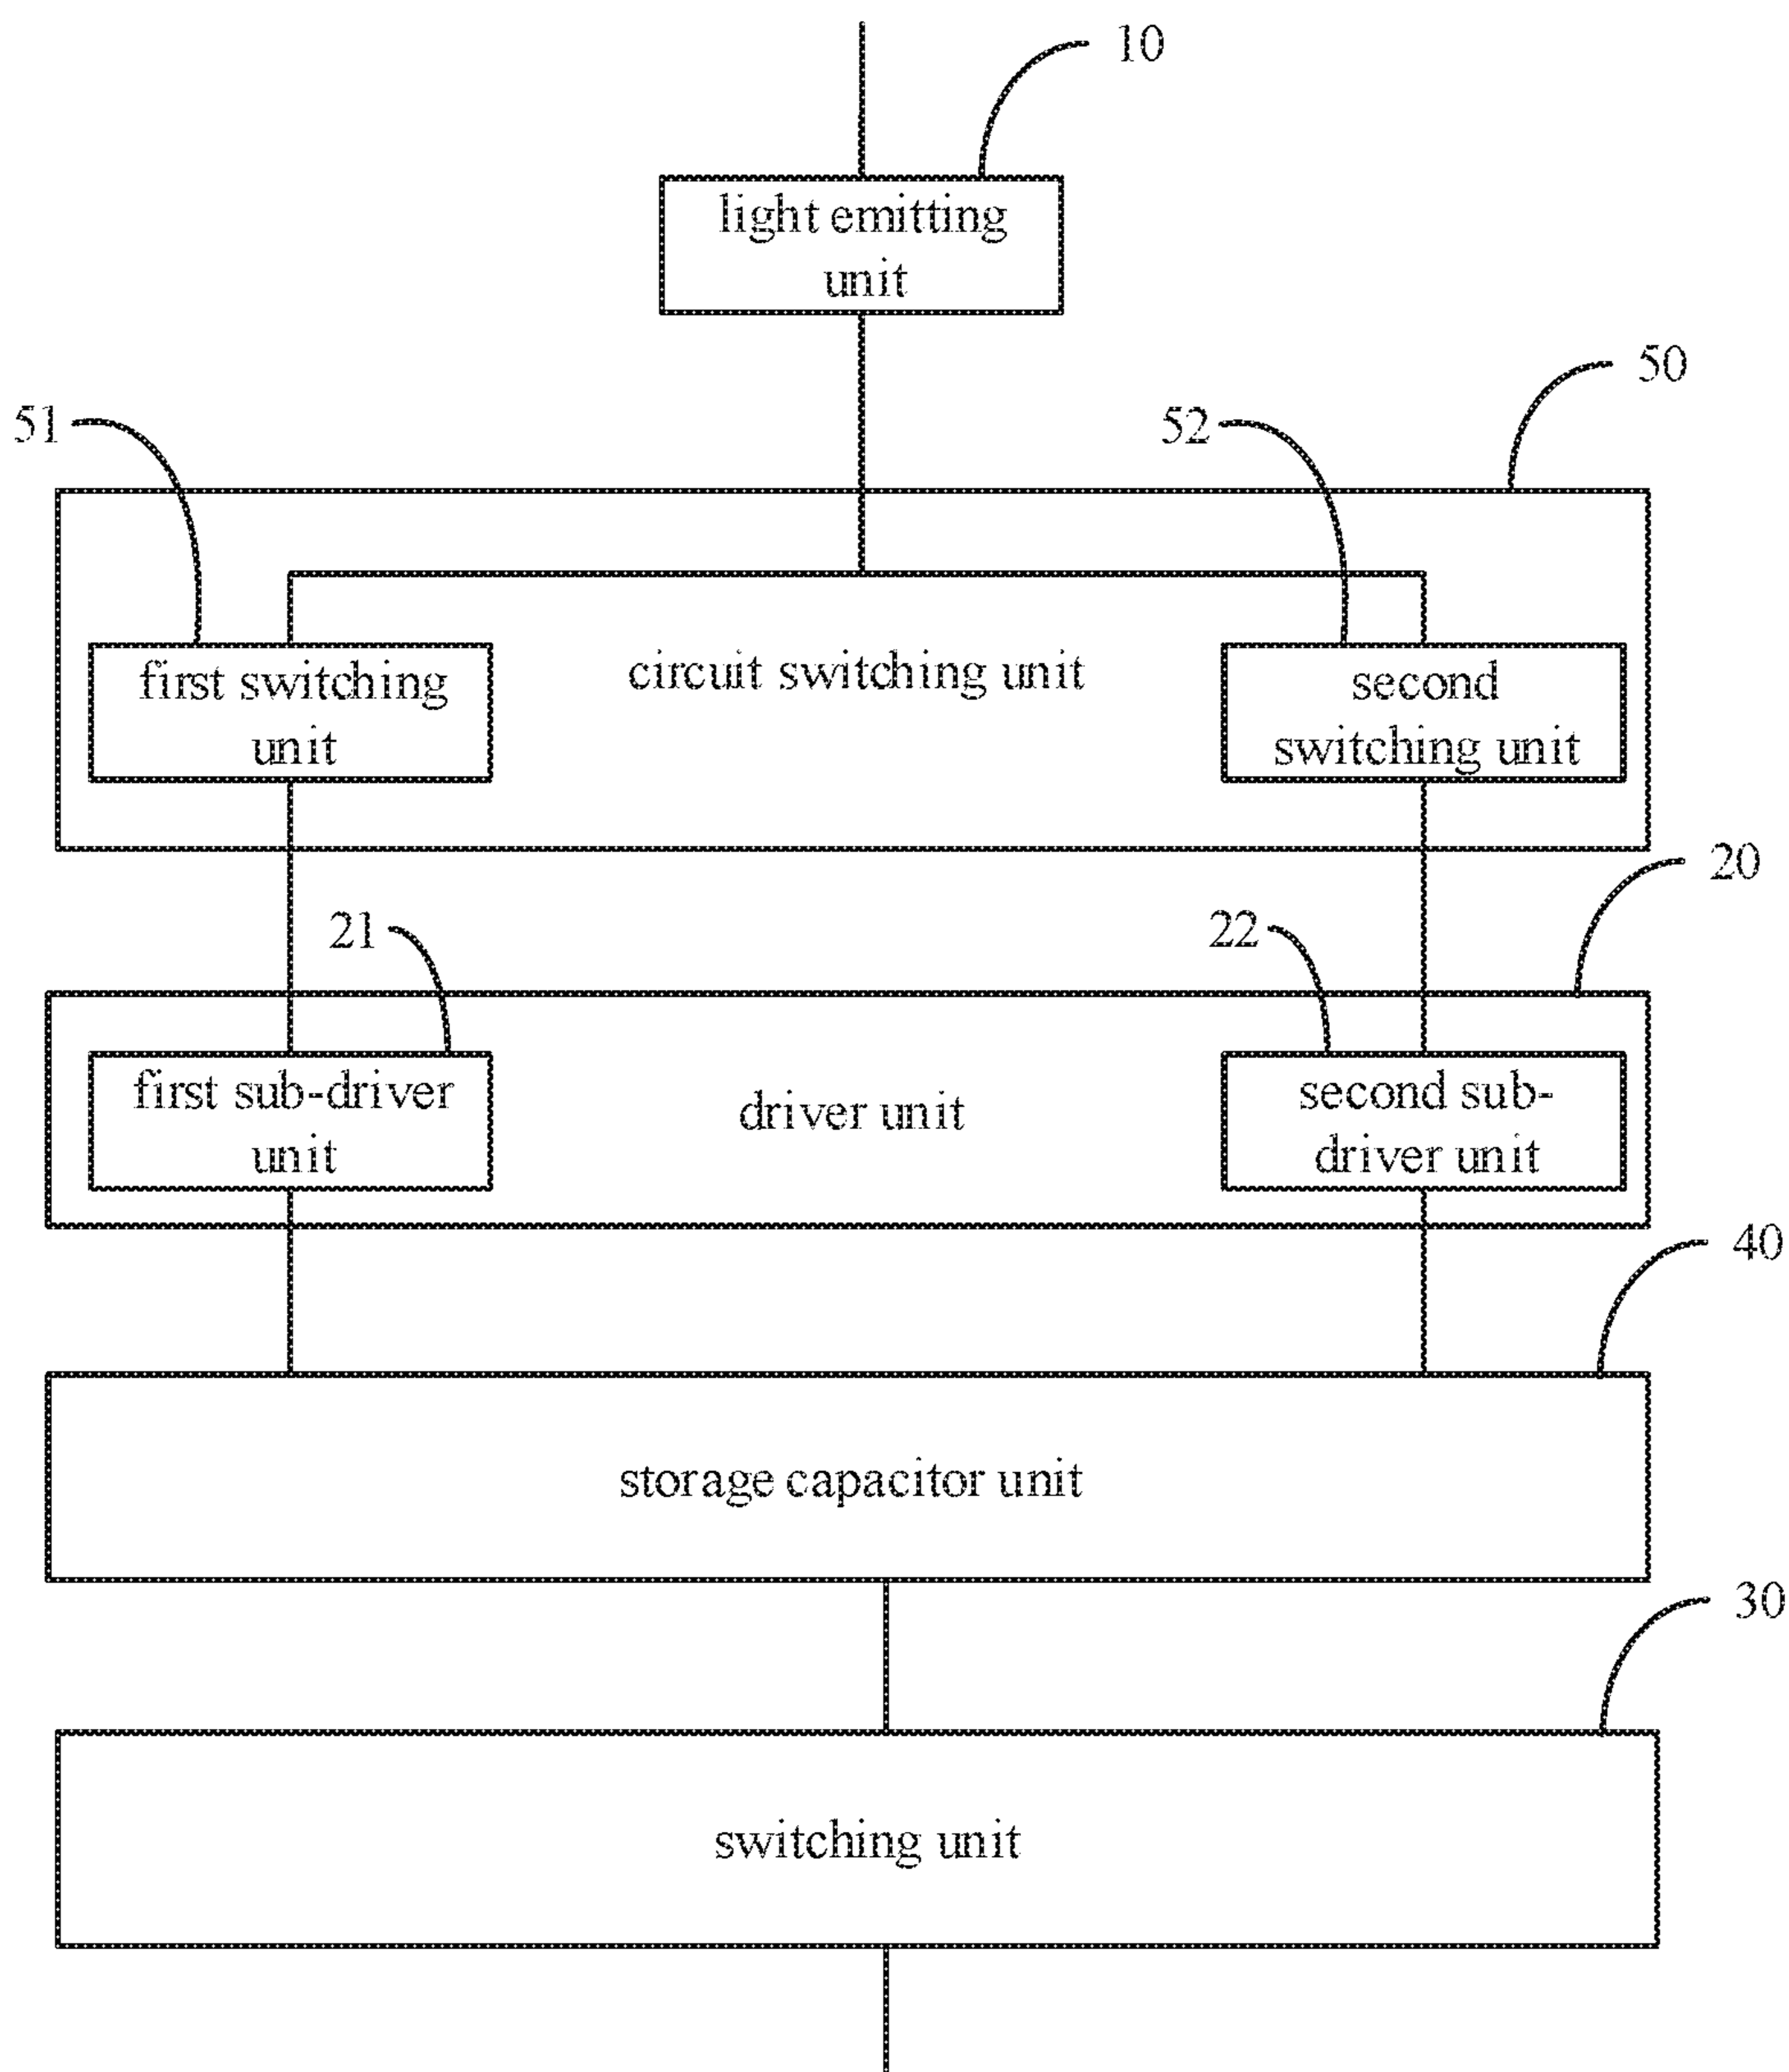 10
light emitting
unit
50
51
52
first switching
unit
circuit switching unit
second
switching unit
20
21
22
first sub-driver
unit
driver unit
second sub-
driver unit
40
storage capacitor unit
30
switching unit